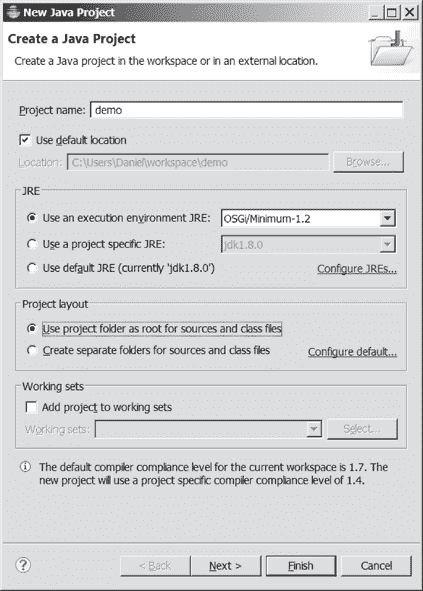 New Java Project
Create a Java Project
Create a Java project in the workspace or in an external location.
Project name: demo
Use default location
Location: C:\Users\Daniel\workspace\demo Browse...
JRE
Use an execution environment JRE: OSGi/Minimum-1.2
Use a project specific JRE: jdk1.8.0
Use default JRE (currently 'jdk1.8.0') Configure JREs...
Project layout
Use project folder as root for sources and class files
Create separate folders for sources and class files Configure default...
Working sets
Add project to working sets
Working sets: Select...
The default compiler compliance level for the current workspace is 1.7. The
new project will use a project specific compiler compliance level of 1.4.
? < Back Next > Finish Cancel